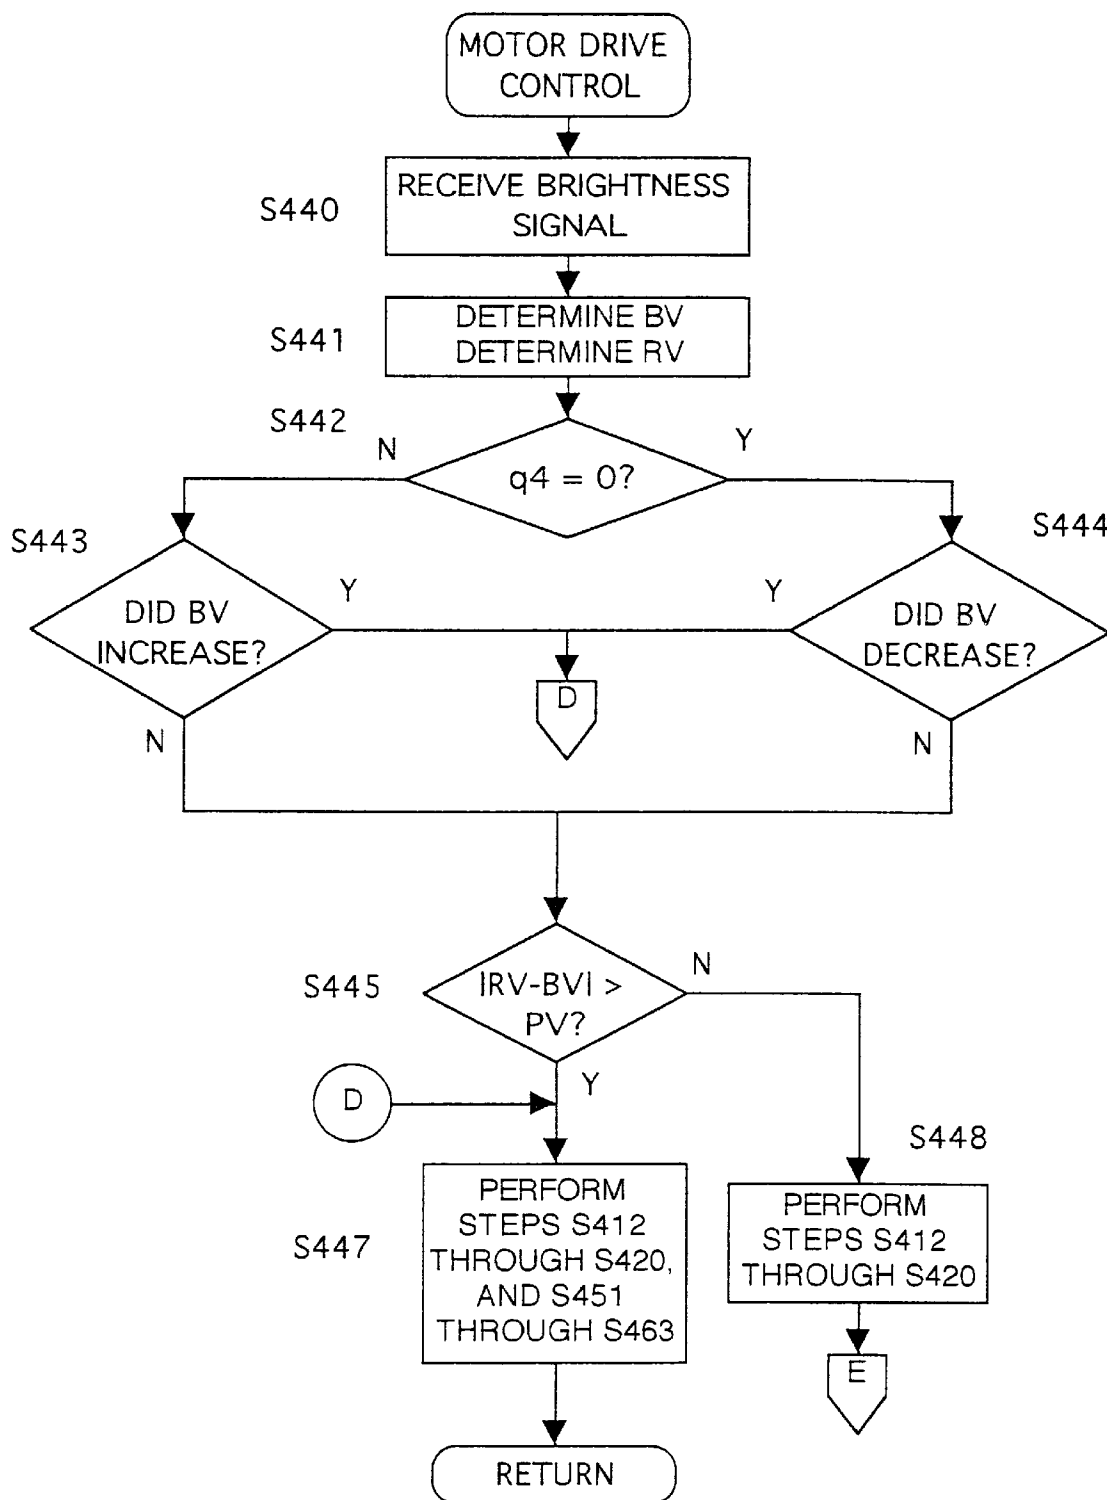 MOTOR DRIVE
CONTROL
S440
RECEIVE BRIGHTNESS
SIGNAL
S441
DETERMINE BV
DETERMINE RV
S442
N
Y
q4 = 0?
S443
S444
DID BV
INCREASE?
Y
Y
DID BV
DECREASE?
D
N
N
S445
|RV-BV| >
PV?
N
Y
D
S448
S447
PERFORM
STEPS S412
THROUGH S420,
AND S451
THROUGH S463
PERFORM
STEPS S412
THROUGH S420
E
RETURN